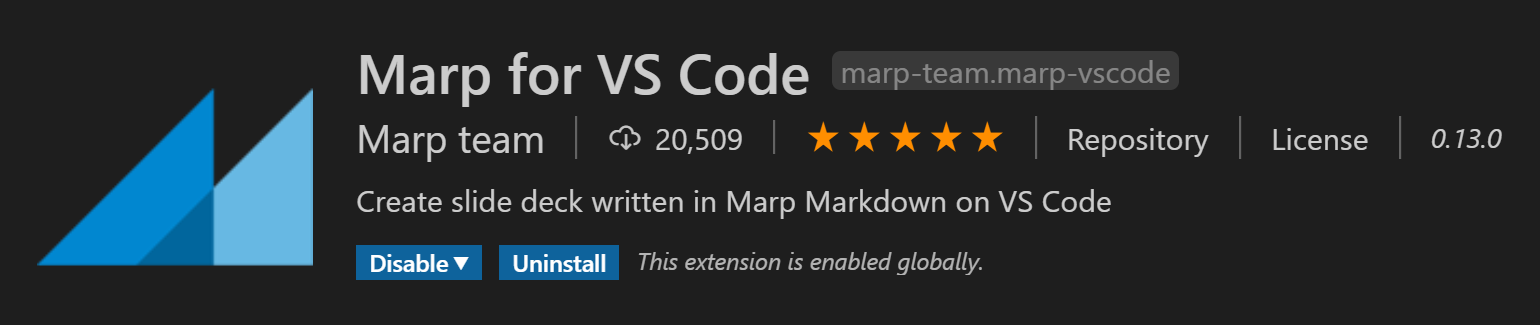 Marp for VS Code marp-team.marp-vscode
Marp team 20,509 Repository License 0.13.0
Create slide deck written in Marp Markdown on VS Code
Disable Uninstall This extension is enabled globally.